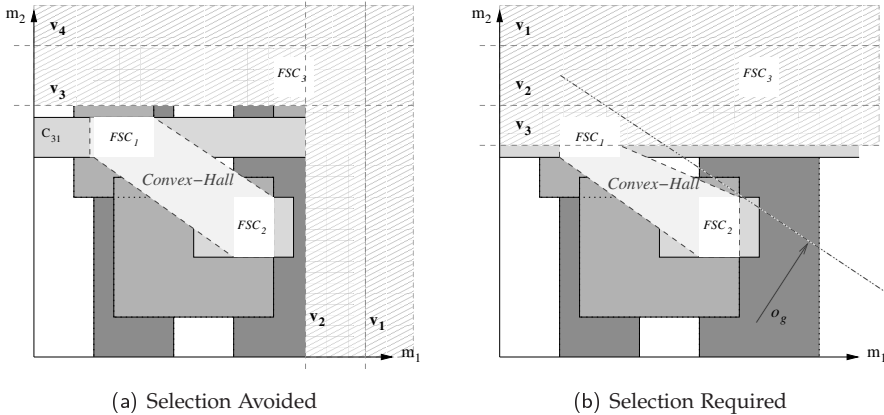 m2
v4
FSC3
v3
C31
FSC1
Convex-Hall
FSC2
v2
v1
m1
(a) Selection Avoided
m2
v1
FSC3
v2
v3
FSC1
Convex-Hall
FSC2
og
m1
(b) Selection Required